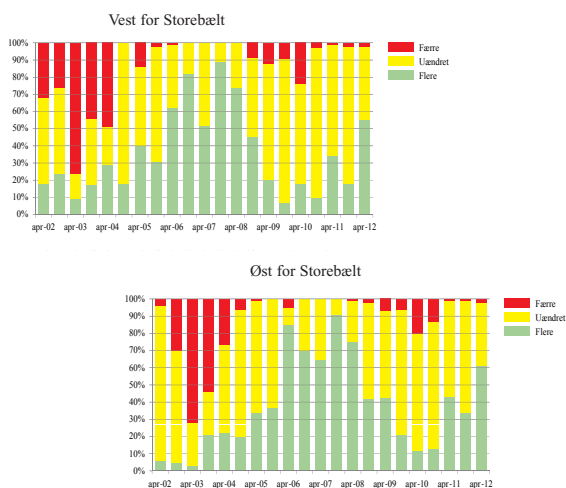 Vest for Storebælt
100%
90%
80%
70%
60%
50%
40%
30%
20%
10%
0%
apr-02 apr-03 apr-04 apr-05 apr-06 apr-07 apr-08 apr-09 apr-10 apr-11 apr-12
Færre
Uændret
Flere
Øst for Storebælt
100%
90%
80%
70%
60%
50%
40%
30%
20%
10%
0%
apr-02 apr-03 apr-04 apr-05 apr-06 apr-07 apr-08 apr-09 apr-10 apr-11 apr-12
Færre
Uændret
Flere